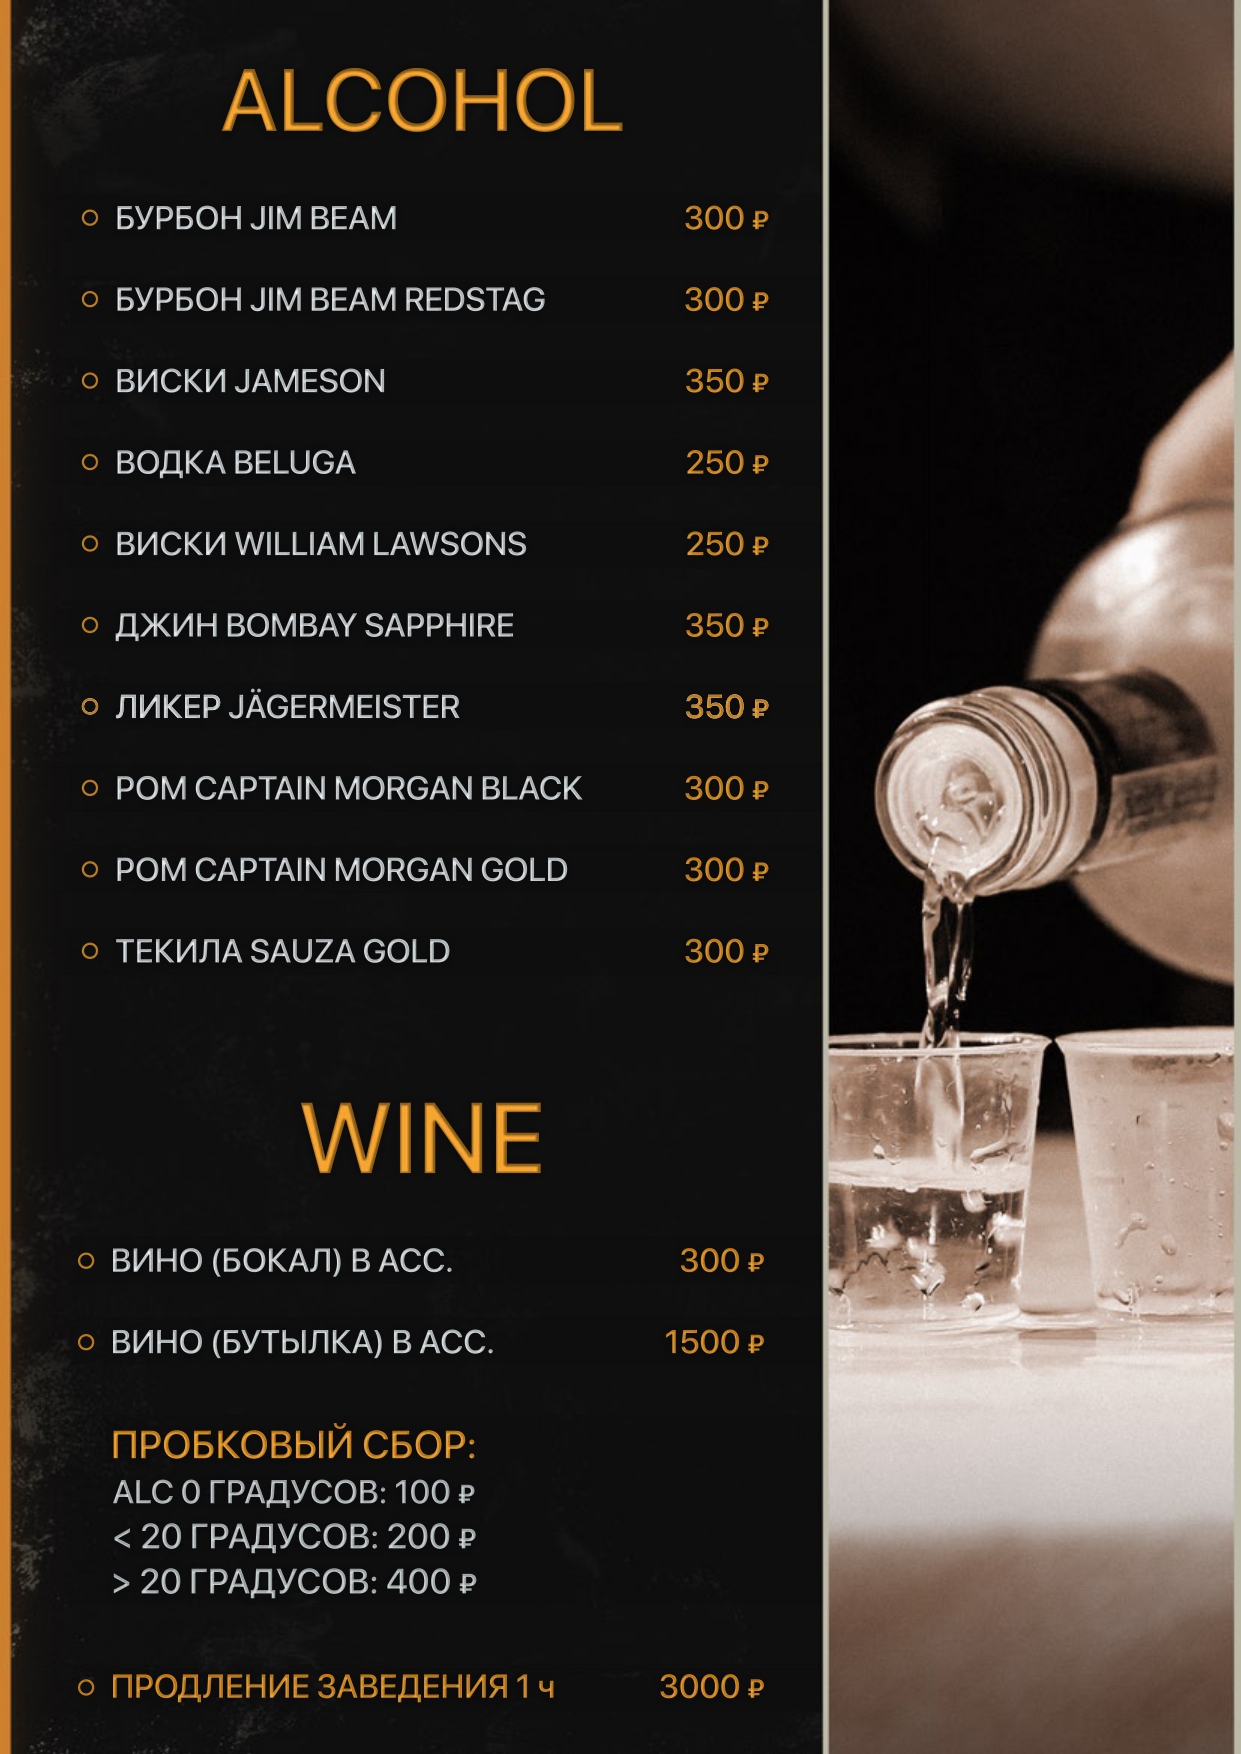 ALCOHOL
БУРБОН JIM BEAM 300 ₽
БУРБОН JIM BEAM REDSTAG 300 ₽
ВИСКИ JAMESON 350 ₽
ВОДКА BELUGA 250 ₽
ВИСКИ WILLIAM LAWSONS 250 ₽
ДЖИН BOMBAY SAPPHIRE 350 ₽
ЛИКЕР JÄGERMEISTER 350 ₽
РОМ CAPTAIN MORGAN BLACK 300 ₽
РОМ CAPTAIN MORGAN GOLD 300 ₽
ТЕКИЛА SAUZA GOLD 300 ₽
WINE
ВИНО (БОКАЛ) В АСС. 300 ₽
ВИНО (БУТЫЛКА) В АСС. 1500 ₽
ПРОБКОВЫЙ СБОР:
ALC 0 ГРАДУСОВ: 100 ₽
< 20 ГРАДУСОВ: 200 ₽
> 20 ГРАДУСОВ: 400 ₽
ПРОДЛЕНИЕ ЗАВЕДЕНИЯ 1 ч 3000 ₽